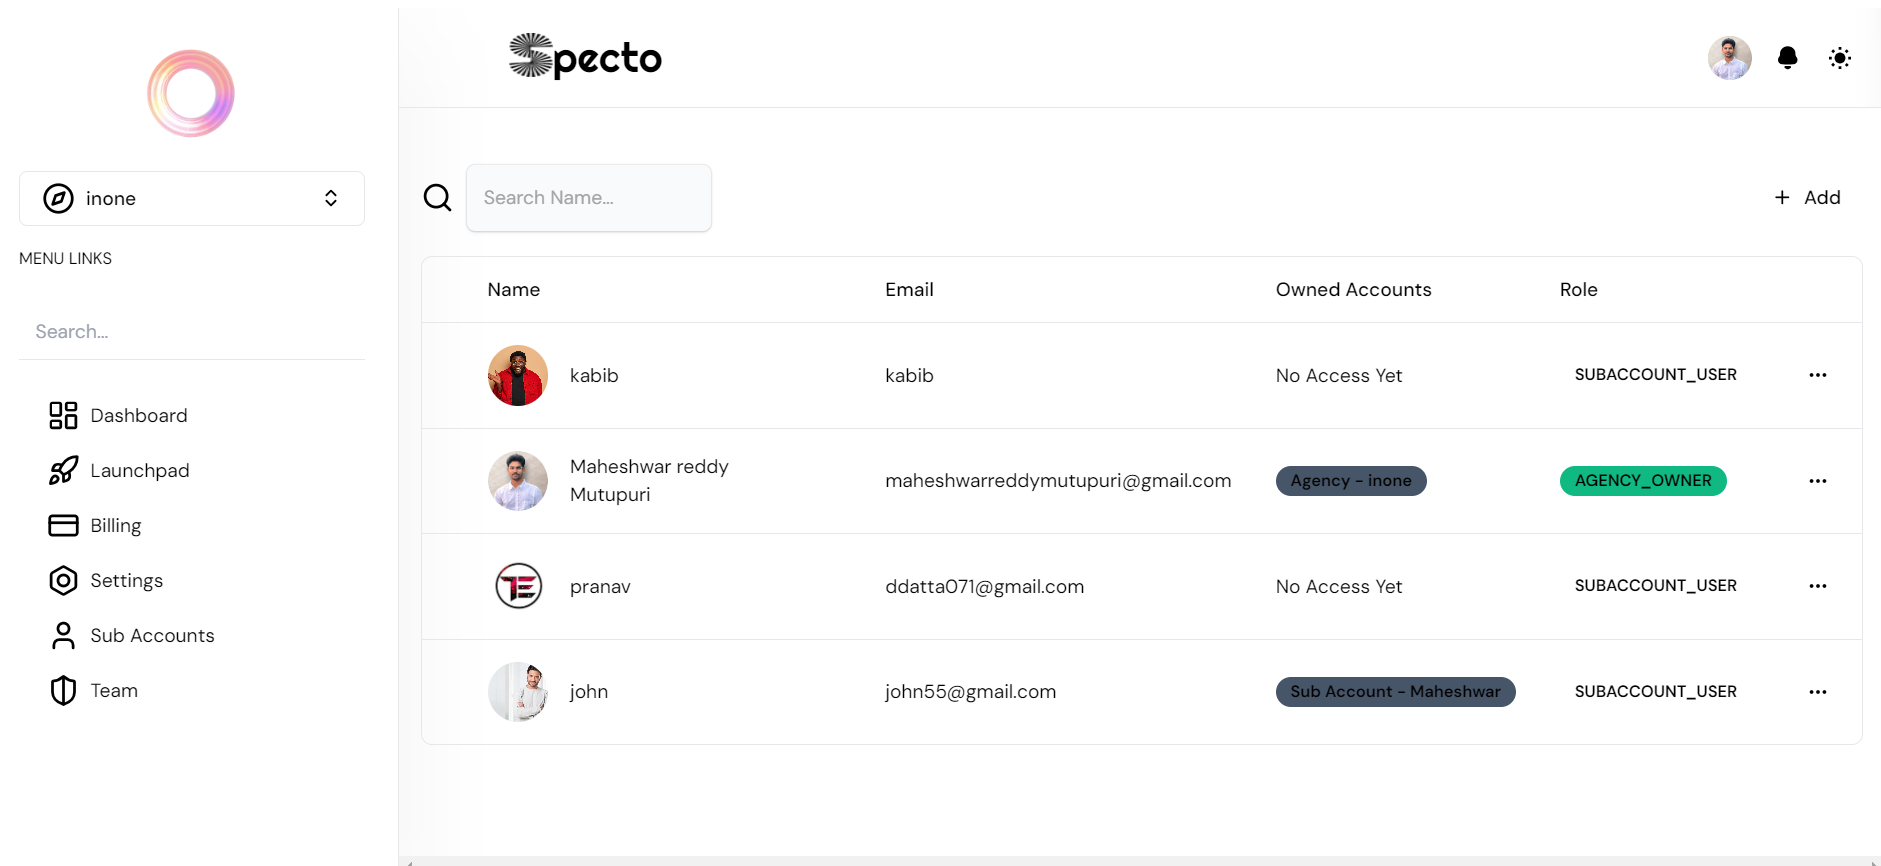 Specto
inone
MENU LINKS
Search...
Dashboard
Launchpad
Billing
Settings
Sub Accounts
Team
Search Name...
+ Add
Name Email Owned Accounts Role
kabib kabib No Access Yet SUBACCOUNT_USER
Maheshwar reddy
Mutupuri maheshwarreddymutupuri@gmail.com Agency - inone AGENCY_OWNER
TE
pranav ddatta071@gmail.com No Access Yet SUBACCOUNT_USER
john john55@gmail.com Sub Account - Maheshwar SUBACCOUNT_USER